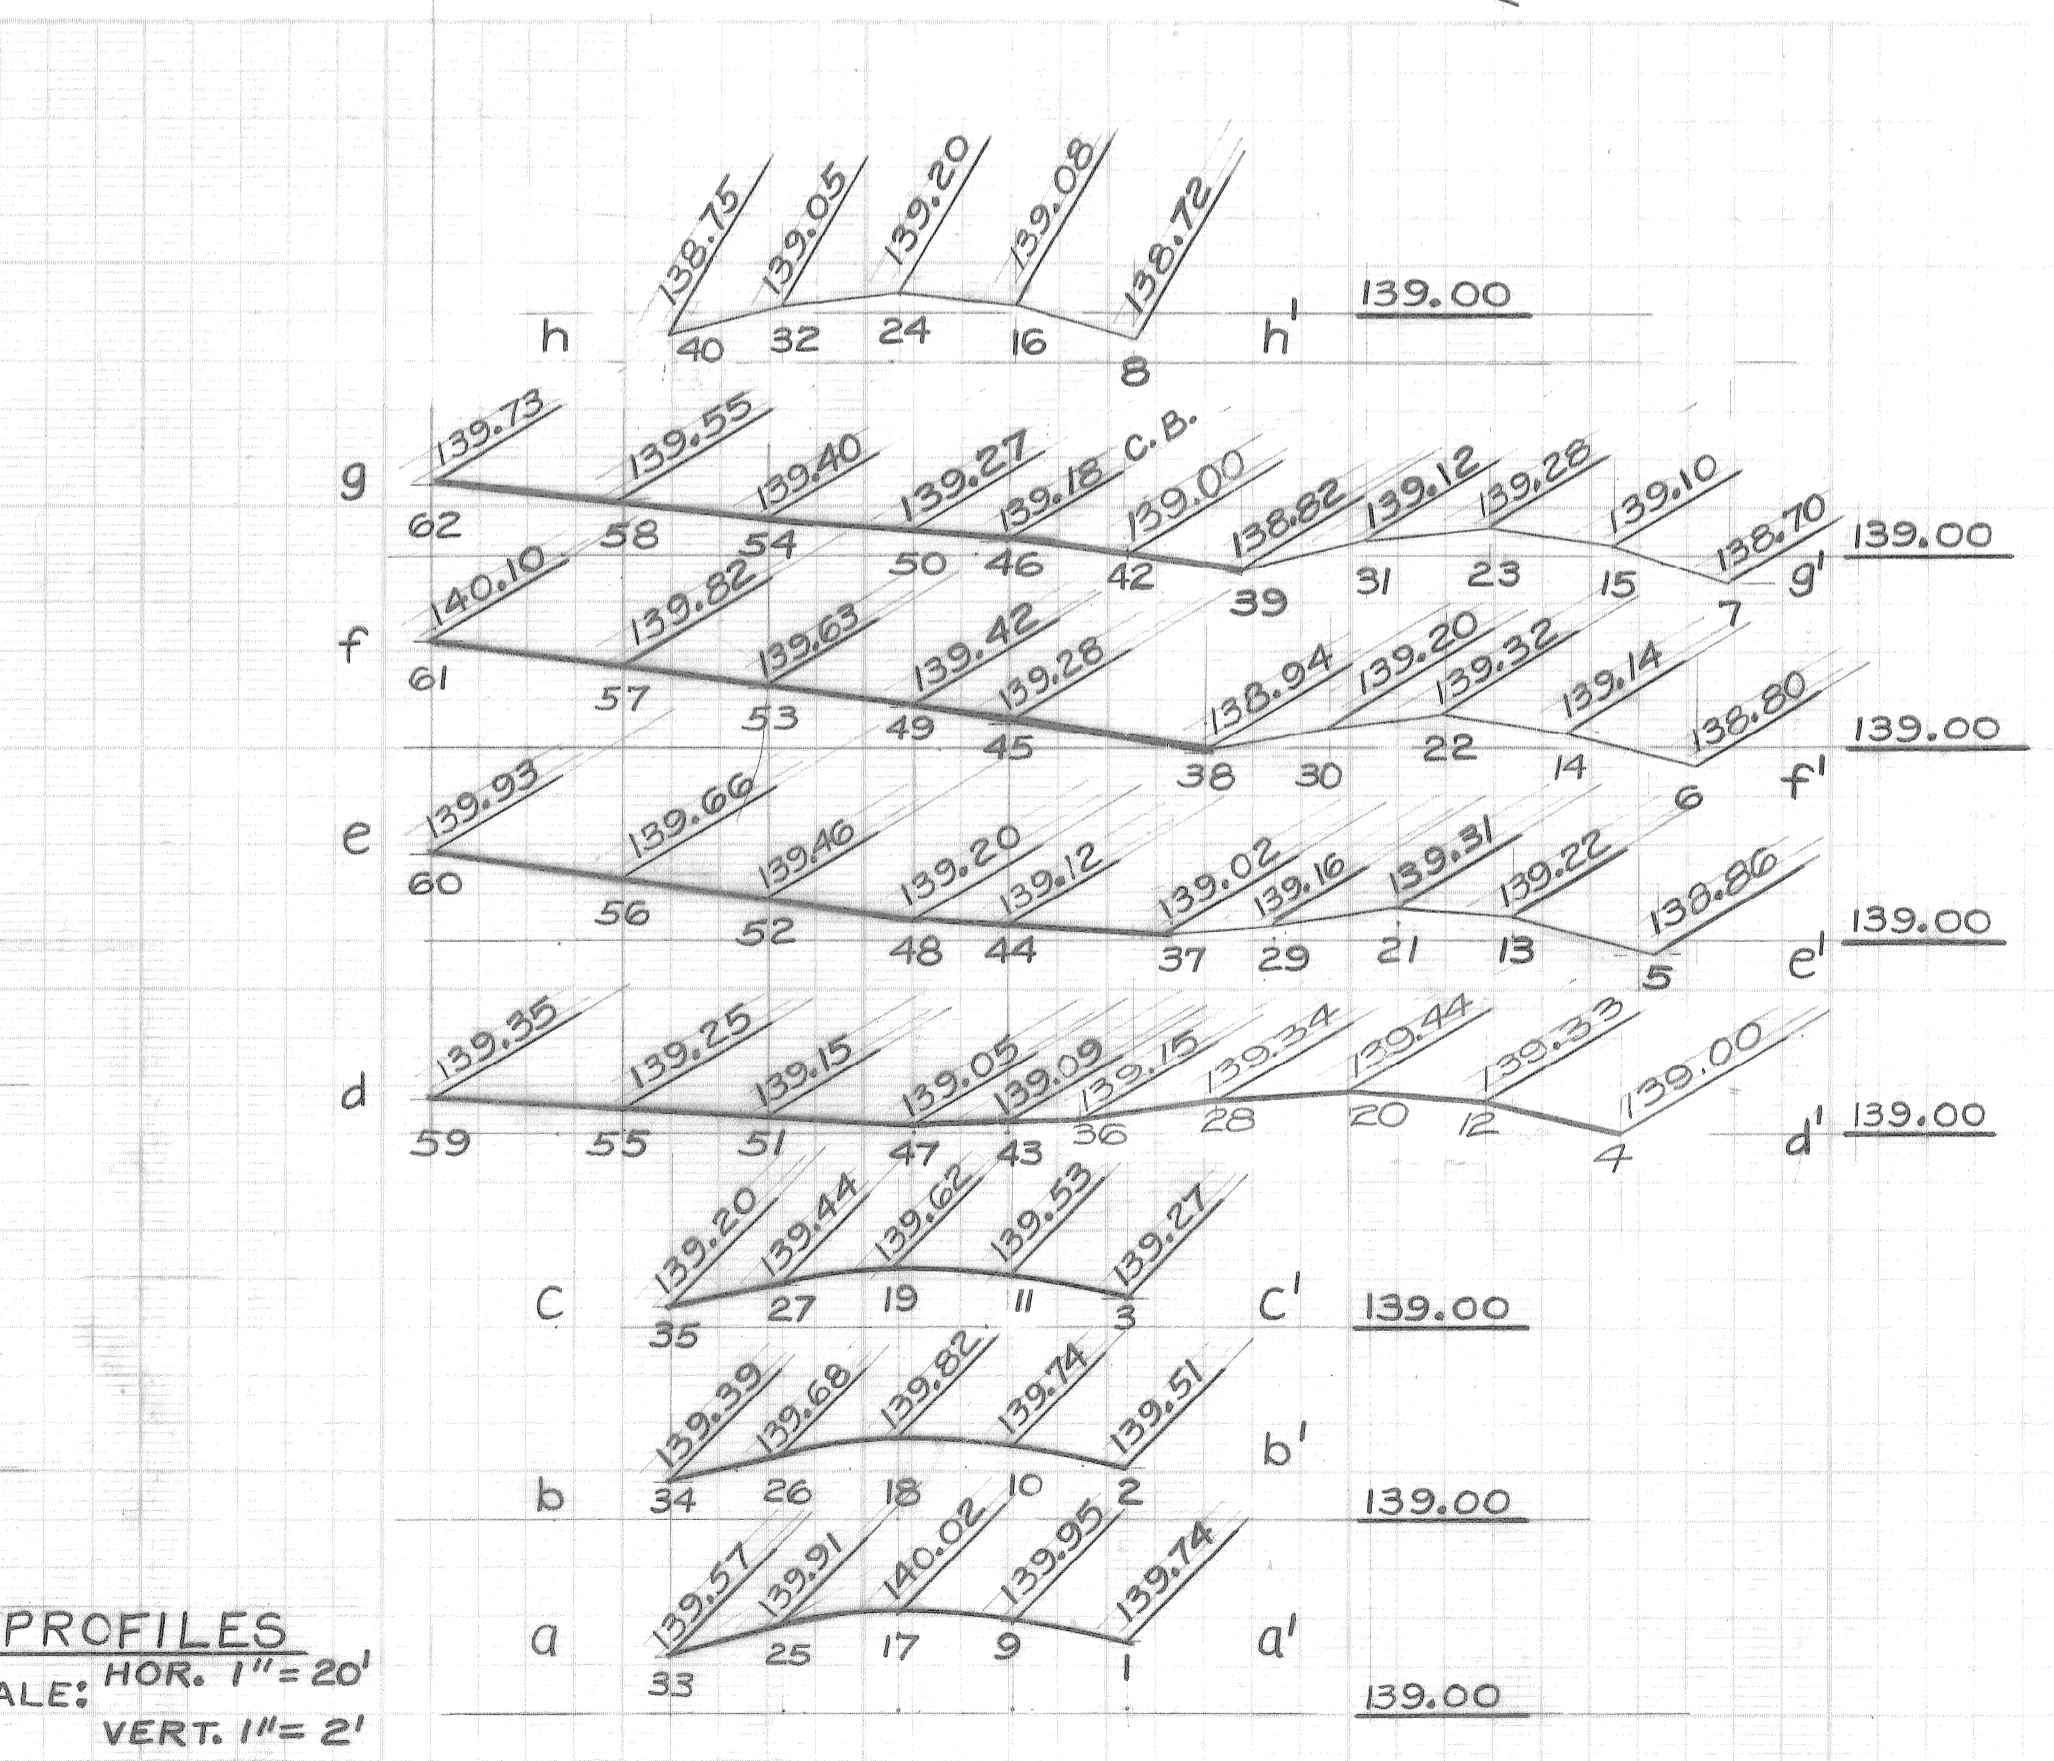 138.75 139.05 139.20 139.08 138.72
h 40 32 24 16 8 h' 139.00
139.73 139.55 139.40 139.27 139.18 C.B. 139.00 138.82 139.12 139.28 139.10 138.70
g 62 58 54 50 46 42 39 31 23 15 7 g' 139.00
140.10 139.82 139.63 139.42 139.28 138.94 139.20 139.32 139.14 138.80
f 61 57 53 49 45 38 30 22 14 6 f' 139.00
139.93 139.66 139.46 139.20 139.12 139.02 139.16 139.31 139.22 138.86
e 60 56 52 48 44 37 29 21 13 5 e' 139.00
139.35 139.25 139.15 139.05 139.09 139.15 139.34 139.44 139.33 139.00
d 59 55 51 47 43 36 28 20 12 4 d' 139.00
139.20 139.44 139.62 139.53 139.27
c 35 27 19 11 3 c' 139.00
139.39 139.68 139.82 139.74 139.51
b 34 26 18 10 2 b' 139.00
139.57 139.91 140.02 139.95 139.74
a 33 25 17 9 1 a' 139.00
PROFILES
ALE: HOR. 1"=20'
VERT. 1"=2'